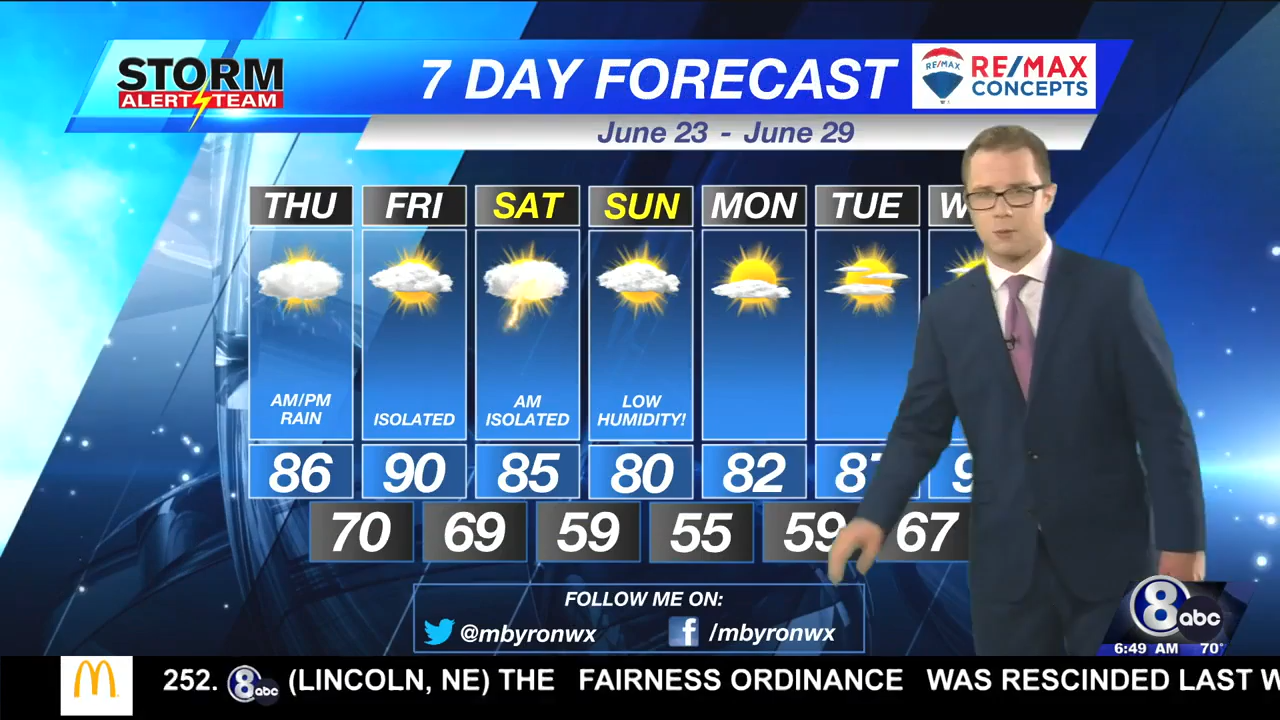 STORM
ALERT TEAM
7 DAY FORECAST
RE/MAX
RE/MAX
CONCEPTS
June 23 - June 29
THU FRI SAT SUN MON TUE
AM/PM
RAIN
ISOLATED
AM
ISOLATED
LOW
HUMIDITY!
86 90 85 80 82 87
70 69 59 55 59 67
FOLLOW ME ON:
@mbyronwx /mbyronwx
8 abc
6:49 AM 70°
252. 8 abc (LINCOLN, NE) THE FAIRNESS ORDINANCE WAS RESCINDED LAST